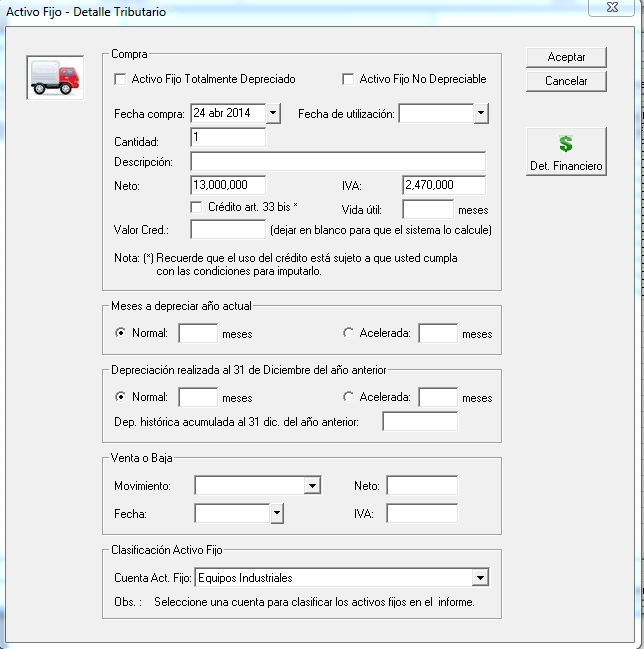 Activo Fijo - Detalle Tributario
Compra
Activo Fijo Totalmente Depreciado Activo Fijo No Depreciable
Aceptar
Cancelar
Fecha compra: 24 abr 2014 Fecha de utilización:
Cantidad: 1
Descripción:
Det. Financiero
Neto: 13,000,000 IVA: 2,470,000
Crédito art. 33 bis * Vida útil: meses
Valor Cred.: (dejar en blanco para que el sistema lo calcule)
Nota: (*) Recuerde que el uso del crédito está sujeto a que usted cumpla
con las condiciones para imputarlo.
Meses a depreciar año actual
Normal: meses Acelerada: meses
Depreciación realizada al 31 de Diciembre del año anterior
Normal: meses Acelerada: meses
Dep. histórica acumulada al 31 dic. del año anterior:
Venta o Baja
Movimiento: Neto:
Fecha: IVA:
Clasificación Activo Fijo
Cuenta Act. Fijo: Equipos Industriales
Obs. : Seleccione una cuenta para clasificar los activos fijos en el informe.